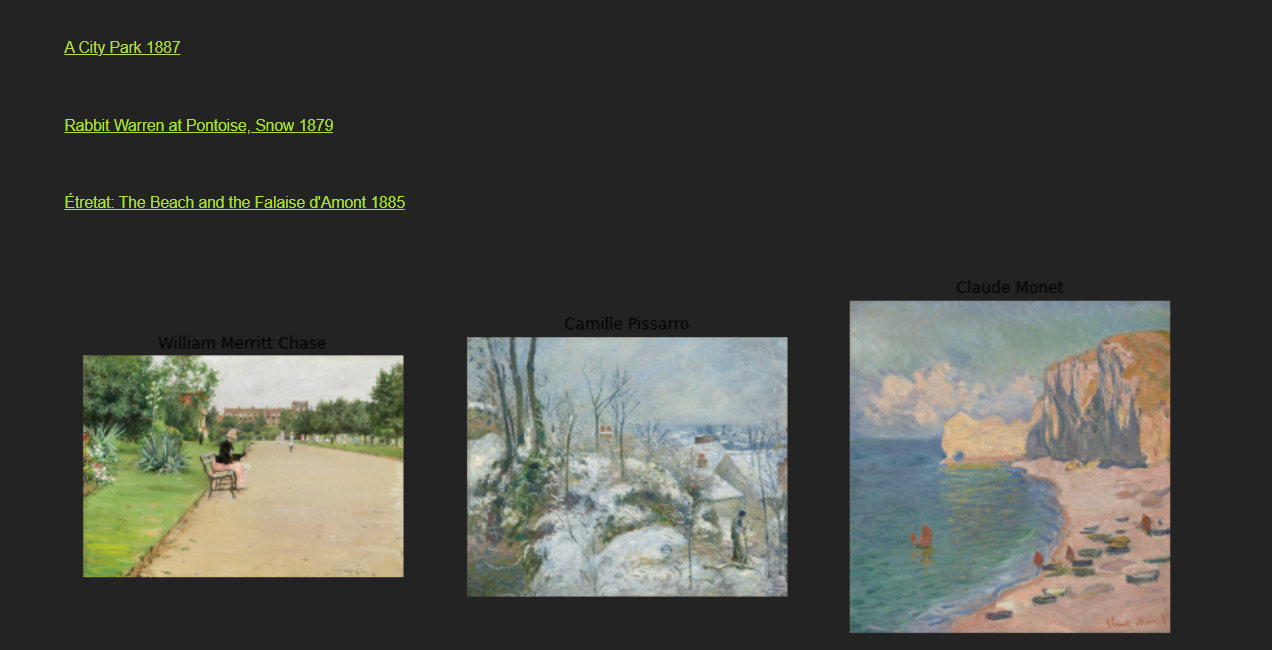 A City Park 1887
Rabbit Warren at Pontoise, Snow 1879
Étretat: The Beach and the Falaise d'Amont 1885
Claude Monet
Camille Pissarro
William Merritt Chase